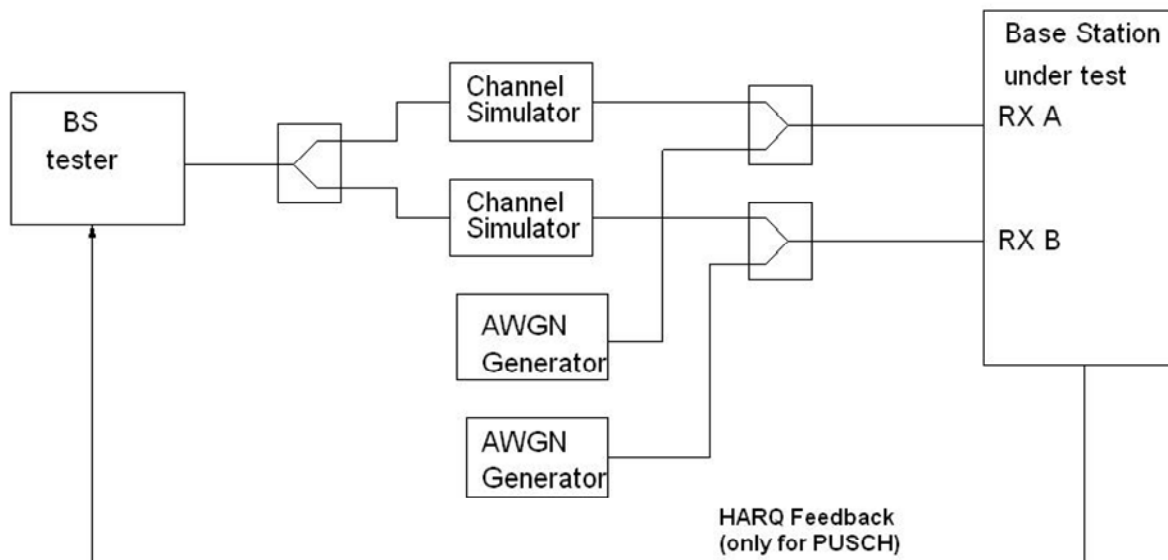 BS
tester
Channel
Simulator
Channel
Simulator
AWGN
Generator
AWGN
Generator
Base Station
under test
RX A
RX B
HARQ Feedback
(only for PUSCH)